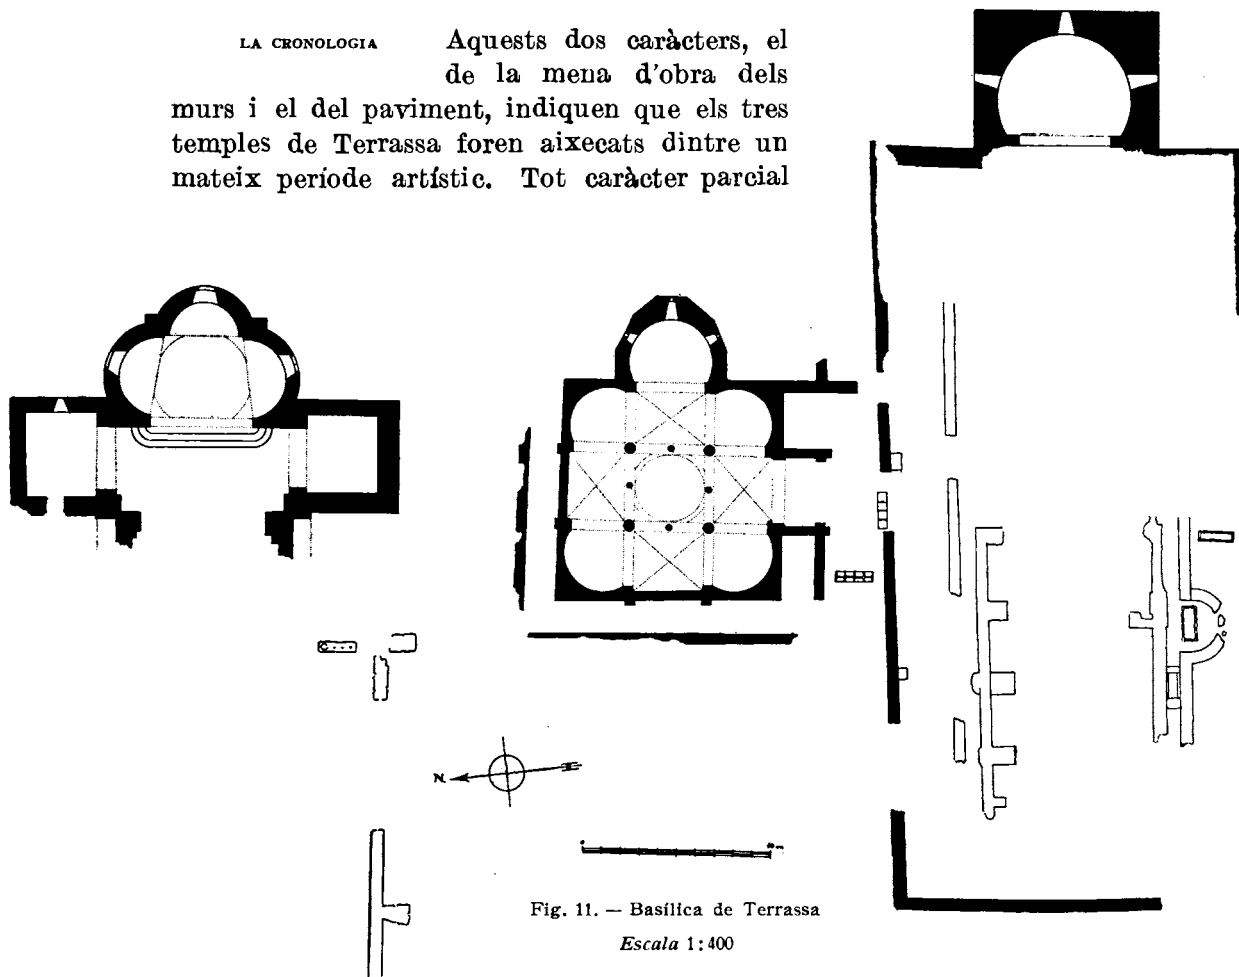 LA CRONOLOGIA Aquests dos caràcters, el
de la mena d'obra dels
murs i el del paviment, indiquen que els tres
temples de Terrassa foren aixecats dintre un
mateix període artístic. Tot caràcter parcial
N.
Fig. 11. — Basílica de Terrassa
Escala 1:400